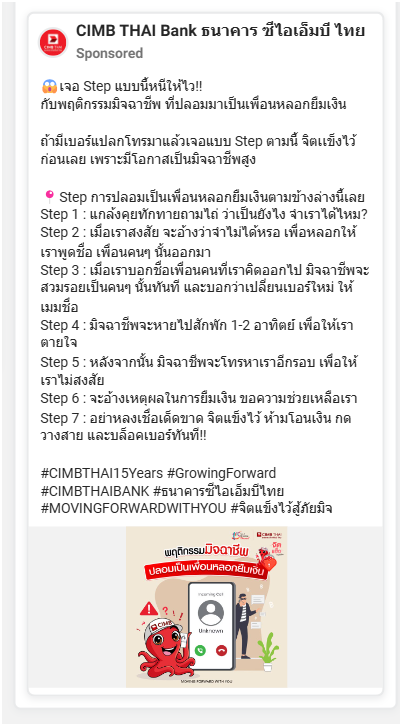 CIMB THAI Bank ธนาคาร ซีไอเอ็มบี ไทย
Sponsored
😱เจอ Step แบบนี้หนีให้ไว!!
กับพฤติกรรมมิจฉาชีพ ที่ปลอมมาเป็นเพื่อนหลอกยืมเงิน
ถ้ามีเบอร์แปลกโทรมาแล้วเจอแบบ Step ตามนี้ จิตแข็งไว้
ก่อนเลย เพราะมีโอกาสเป็นมิจฉาชีพสูง
📍Step การปลอมเป็นเพื่อนหลอกยืมเงินตามข้างล่างนี้เลย
Step 1 : แกล้งคุยทักทายถามไถ่ ว่าเป็นยังไง จำเราได้ไหม?
Step 2 : เมื่อเราสงสัย จะอ้างว่าจำไม่ได้หรอ เพื่อหลอกให้
เราพูดชื่อ เพื่อนคนๆ นั้นออกมา
Step 3 : เมื่อเราบอกชื่อเพื่อนคนที่เราคิดออกไป มิจฉาชีพจะ
สวมรอยเป็นคนๆ นั้นทันที และบอกว่าเปลี่ยนเบอร์ใหม่ ให้
เมมชื่อ
Step 4 : มิจฉาชีพจะหายไปสักพัก 1-2 อาทิตย์ เพื่อให้เรา
ตายใจ
Step 5 : หลังจากนั้น มิจฉาชีพจะโทรหาเราอีกรอบ เพื่อให้
เราไม่สงสัย
Step 6 : จะอ้างเหตุผลในการยืมเงิน ขอความช่วยเหลือเรา
Step 7 : อย่าหลงเชื่อเด็ดขาด จิตแข็งไว้ ห้ามโอนเงิน กด
วางสาย และบล็อคเบอร์ทันที!!
#CIMBTHAI15Years #GrowingForward
#CIMBTHAIBANK #ธนาคารซีไอเอ็มบีไทย
#MOVINGFORWARDWITHYOU #จิตแข็งไว้สู้ภัยมิจ
CIMB THAI
พฤติกรรมมิจฉาชีพ
ปลอมเป็นเพื่อนหลอกยืมเงิน
Incoming Call
Unknown
CIMB THAI
MOVING FORWARD WITH YOU